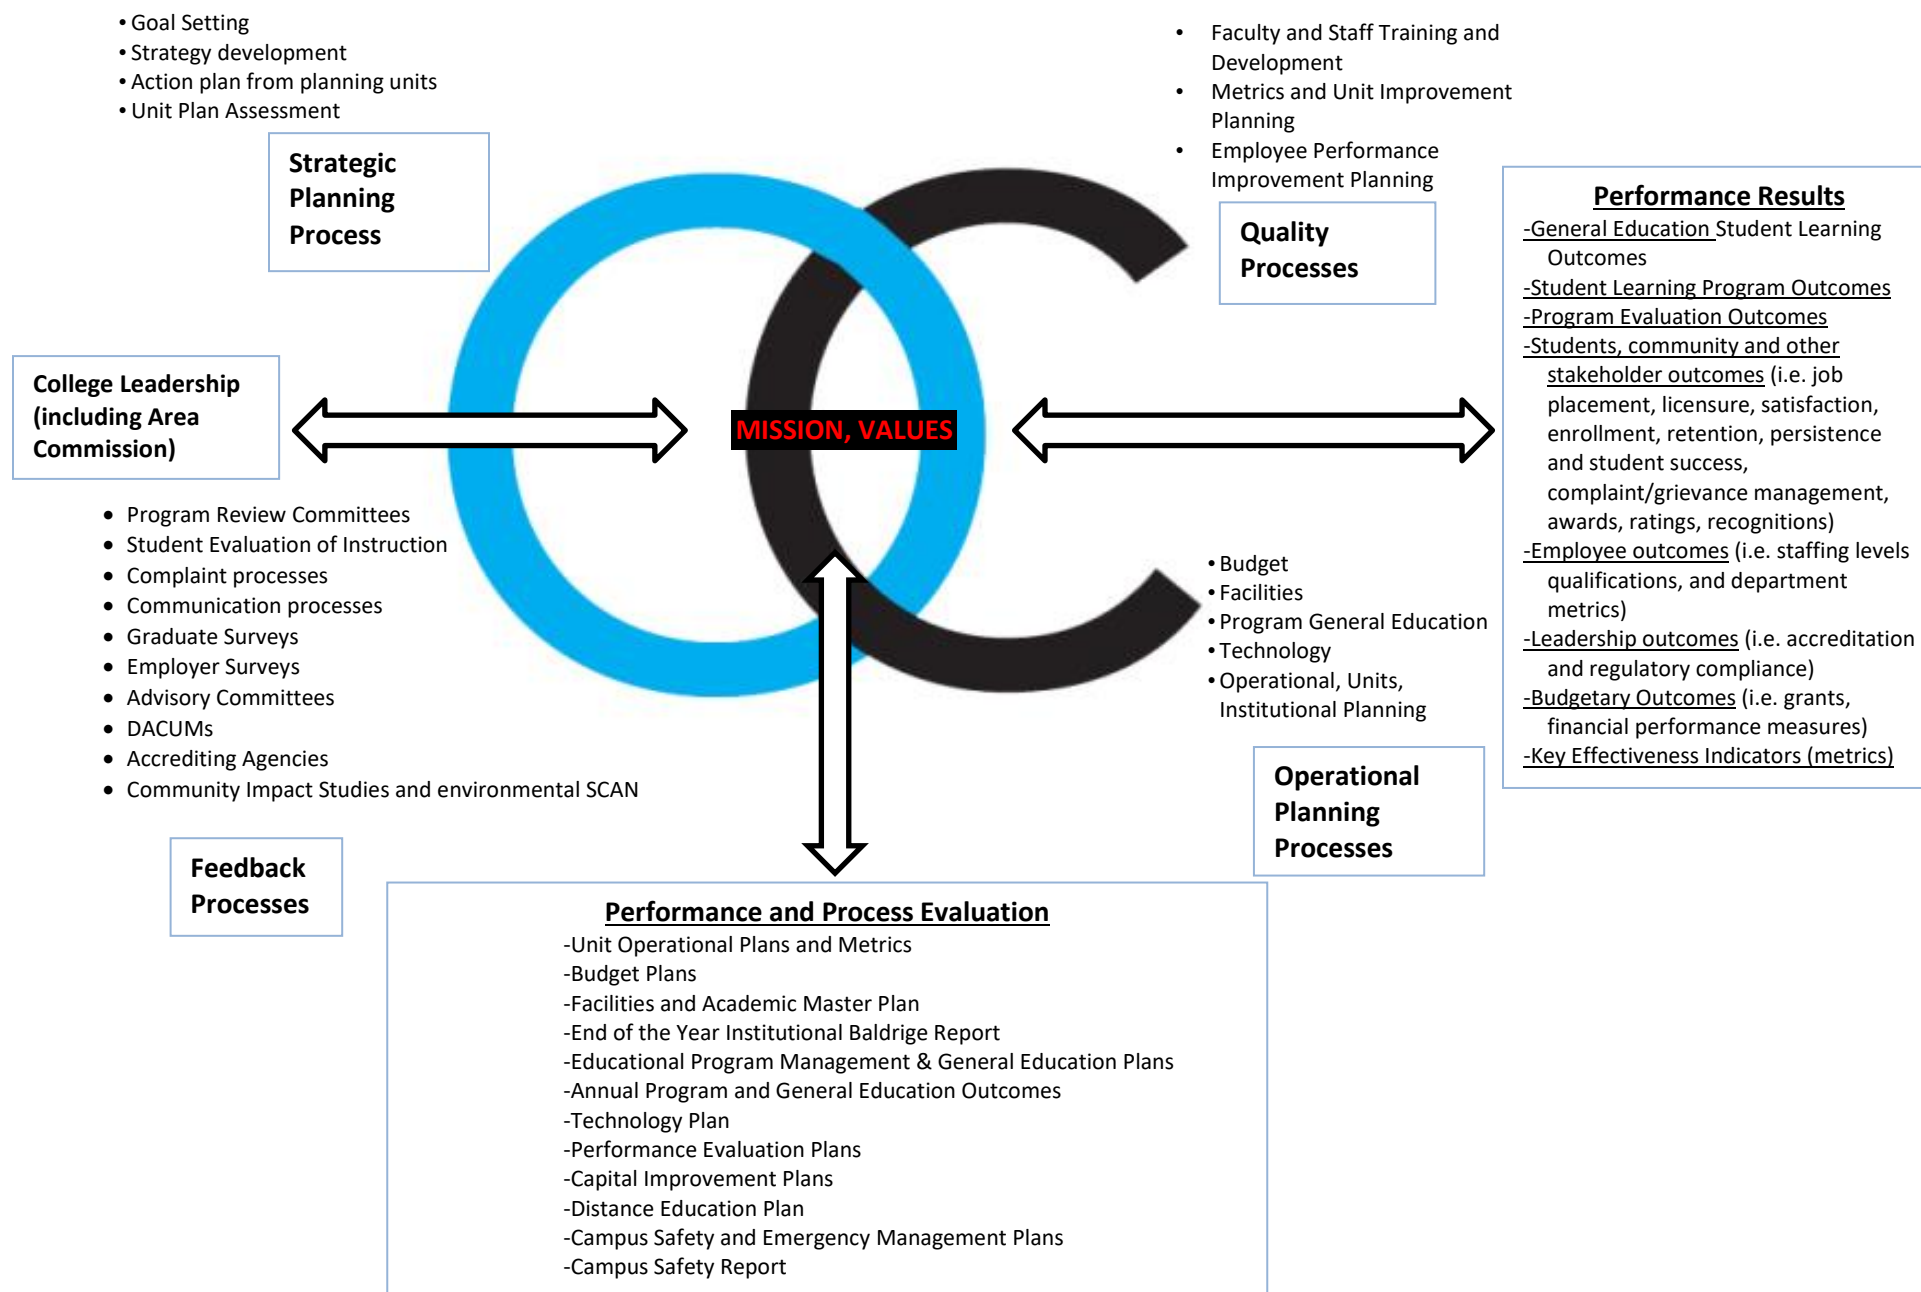 • Goal Setting
• Strategy development
• Action plan from planning units
• Unit Plan Assessment
Strategic
Planning
Process
• Faculty and Staff Training and
Development
• Metrics and Unit Improvement
Planning
• Employee Performance
Improvement Planning
Quality
Processes
College Leadership
(including Area
Commission)
MISSION, VALUES
Performance Results
-General Education Student Learning
Outcomes
-Student Learning Program Outcomes
-Program Evaluation Outcomes
-Students, community and other
stakeholder outcomes (i.e. job
placement, licensure, satisfaction,
enrollment, retention, persistence
and student success,
complaint/grievance management,
awards, ratings, recognitions)
-Employee outcomes (i.e. staffing levels
qualifications, and department
metrics)
-Leadership outcomes (i.e. accreditation
and regulatory compliance)
-Budgetary Outcomes (i.e. grants,
financial performance measures)
-Key Effectiveness Indicators (metrics)
• Program Review Committees
• Student Evaluation of Instruction
• Complaint processes
• Communication processes
• Graduate Surveys
• Employer Surveys
• Advisory Committees
• DACUMs
• Accrediting Agencies
• Community Impact Studies and environmental SCAN
Feedback
Processes
• Budget
• Facilities
• Program General Education
• Technology
• Operational, Units,
Institutional Planning
Operational
Planning
Processes
Performance and Process Evaluation
-Unit Operational Plans and Metrics
-Budget Plans
-Facilities and Academic Master Plan
-End of the Year Institutional Baldrige Report
-Educational Program Management & General Education Plans
-Annual Program and General Education Outcomes
-Technology Plan
-Performance Evaluation Plans
-Capital Improvement Plans
-Distance Education Plan
-Campus Safety and Emergency Management Plans
-Campus Safety Report